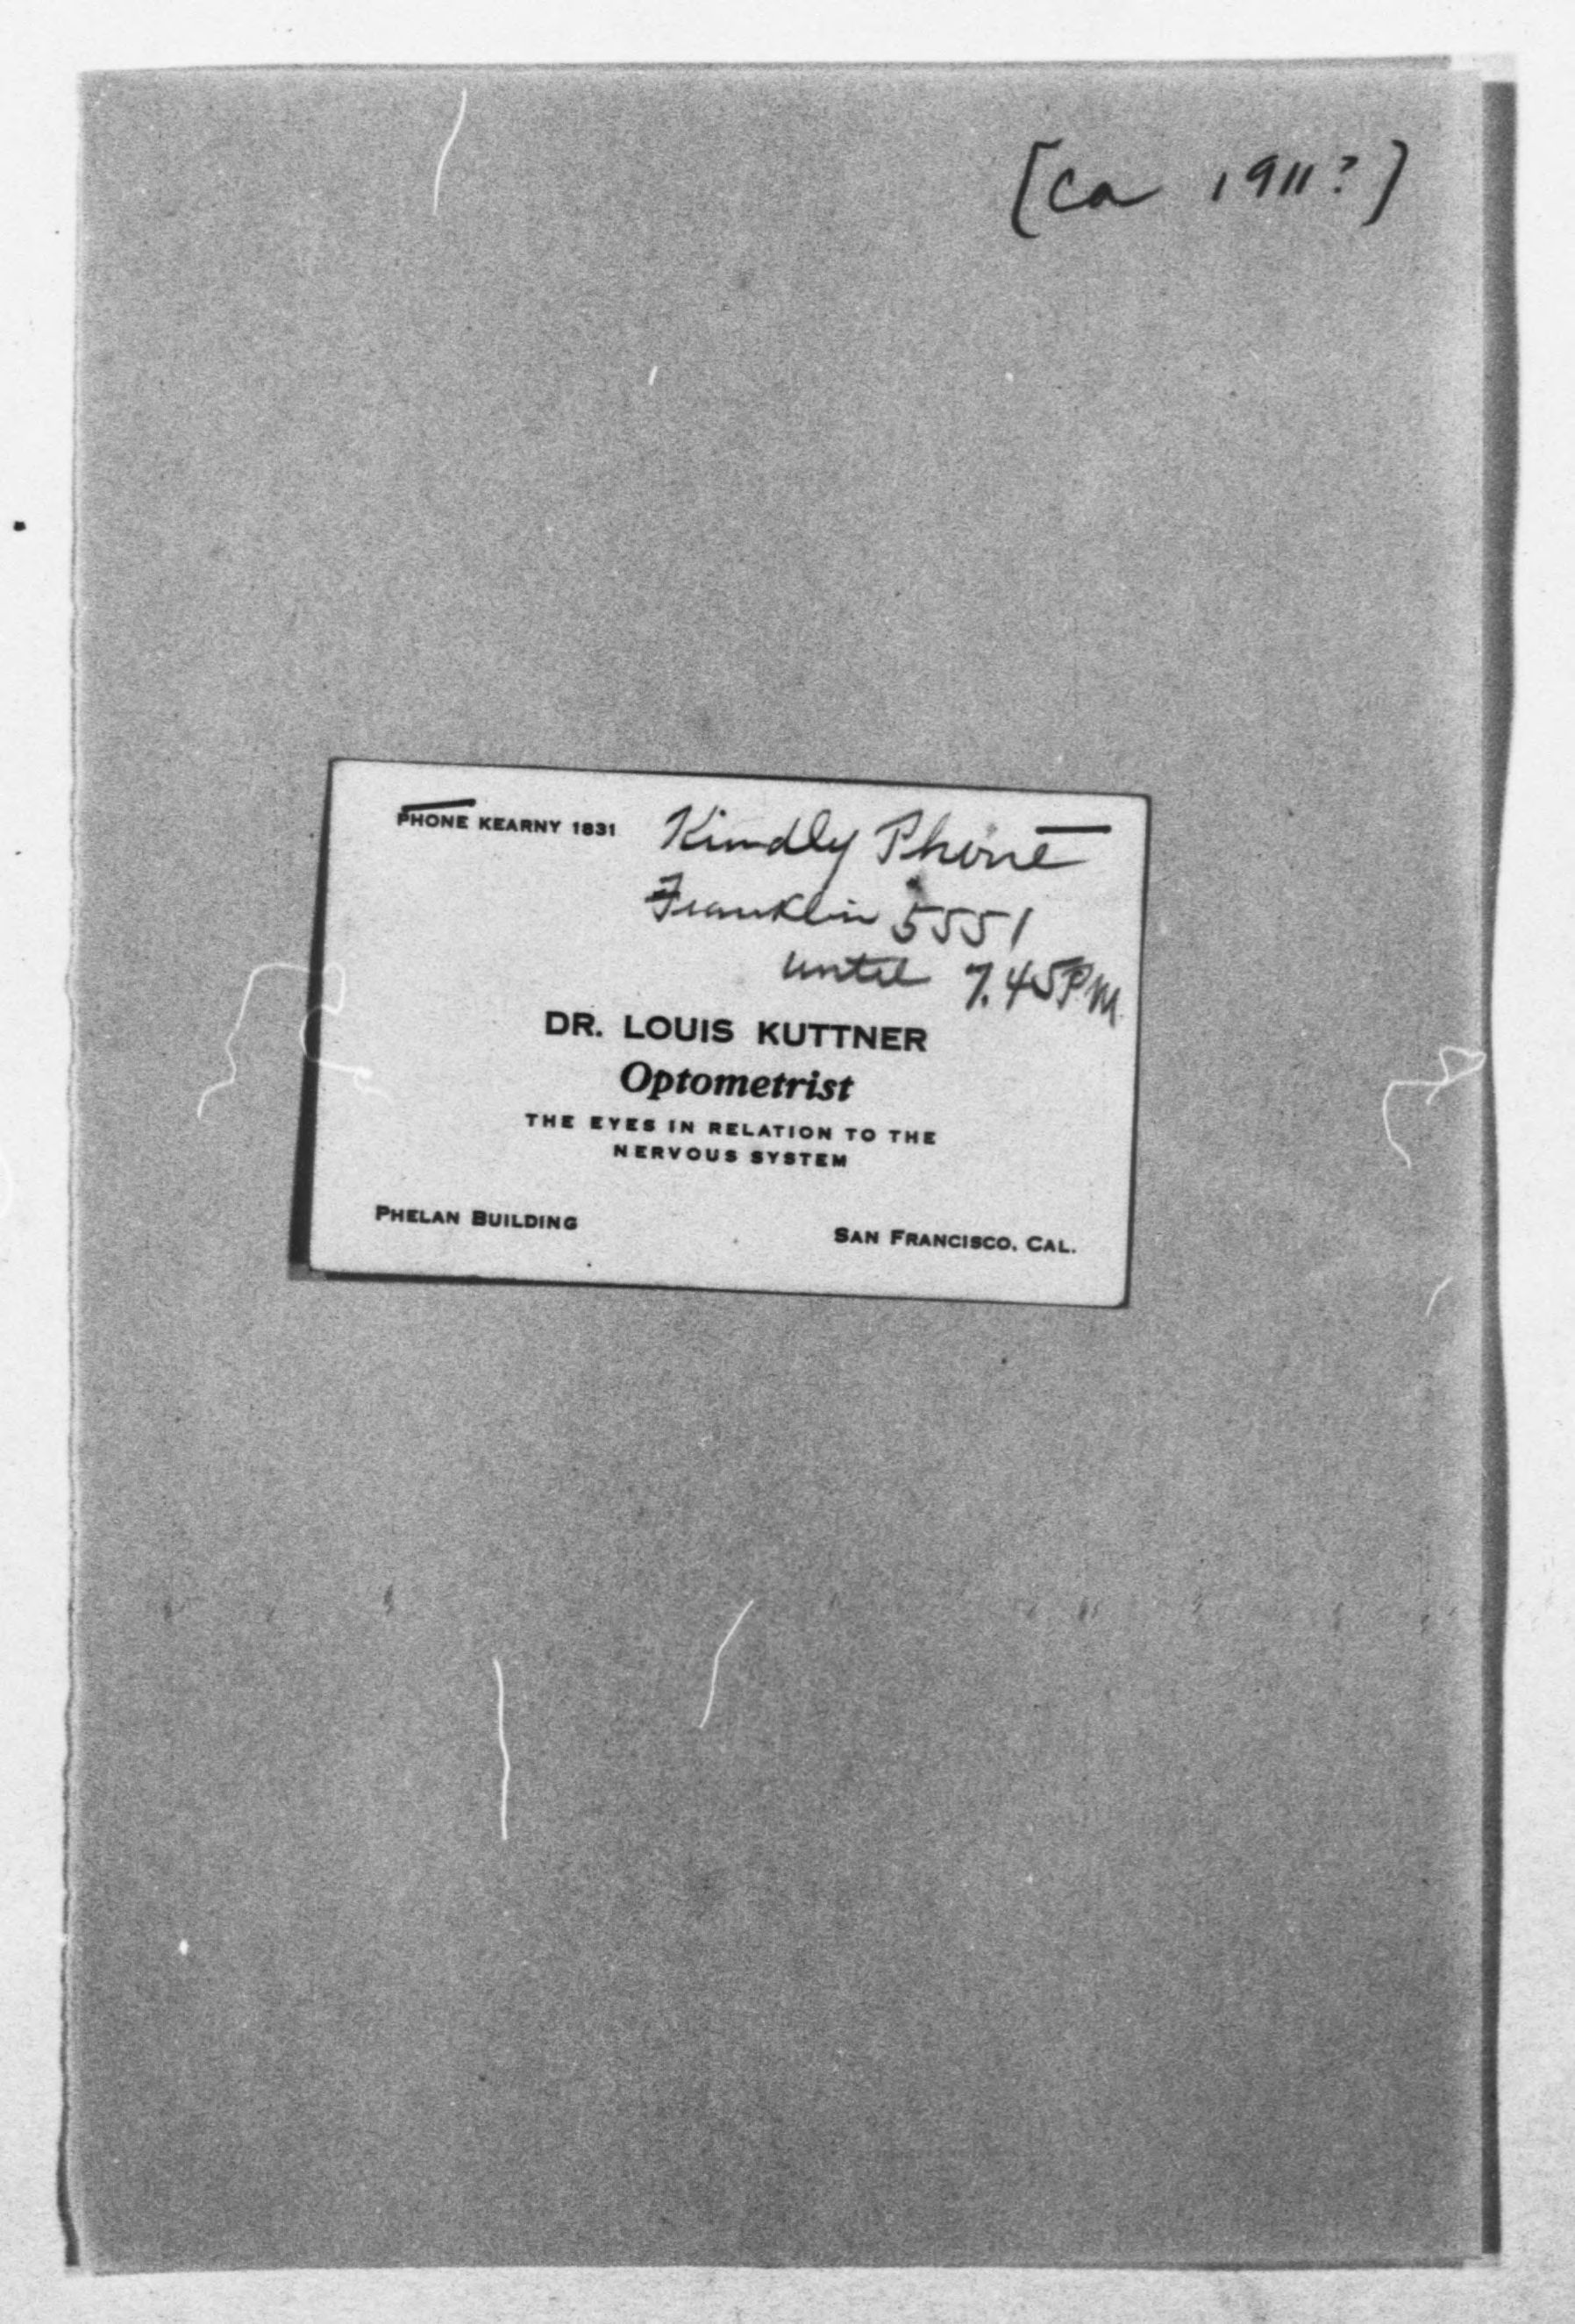 [ca 1911?]
PHONE KEARNY 1831
Kindly Phone
Franklin 5551
until 7.45 PM
DR. LOUIS KUTTNER
Optometrist
THE EYES IN RELATION TO THE
NERVOUS SYSTEM
PHELAN BUILDING
SAN FRANCISCO, CAL.